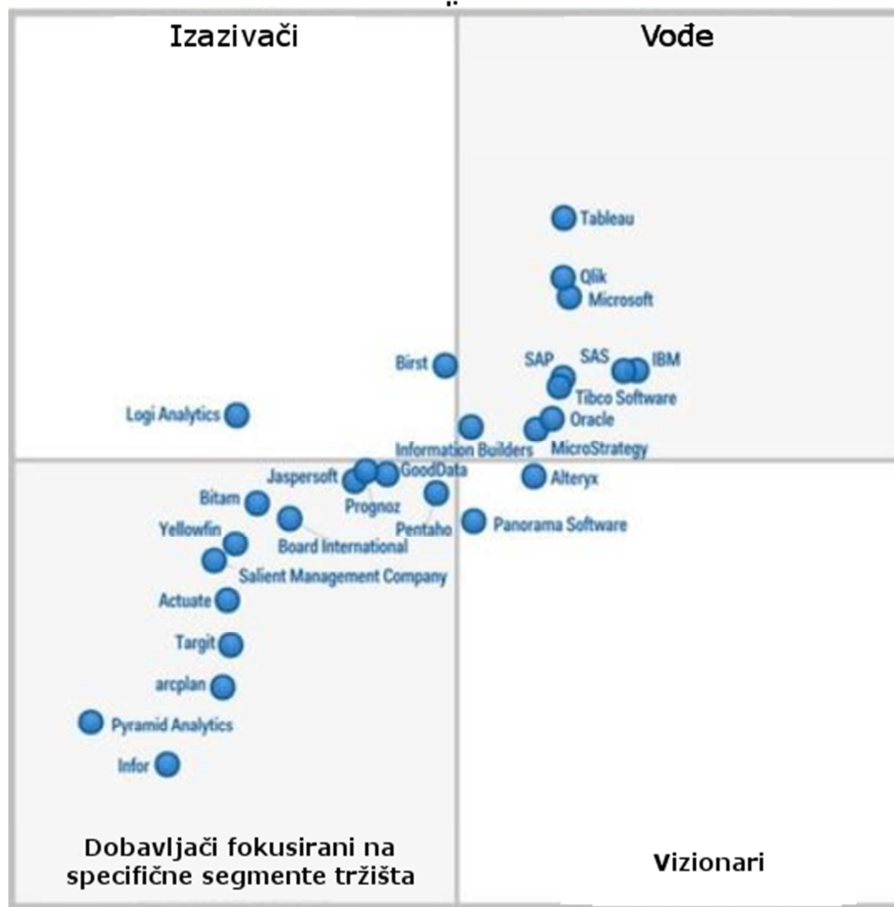 Izazivači
Vođe
Tableau
Qlik
Microsoft
Birst
SAP
SAS
IBM
Tibco Software
Logi Analytics
Oracle
Information Builders
MicroStrategy
Jaspersoft
GoodData
Alteryx
Bitam
Prognoz
Yellowfin
Pentaho
Panorama Software
Board International
Salient Management Company
Actuate
Targit
arcplan
Pyramid Analytics
Infor
Dobavljači fokusirani na
specifične segmente tržišta
Vizionari